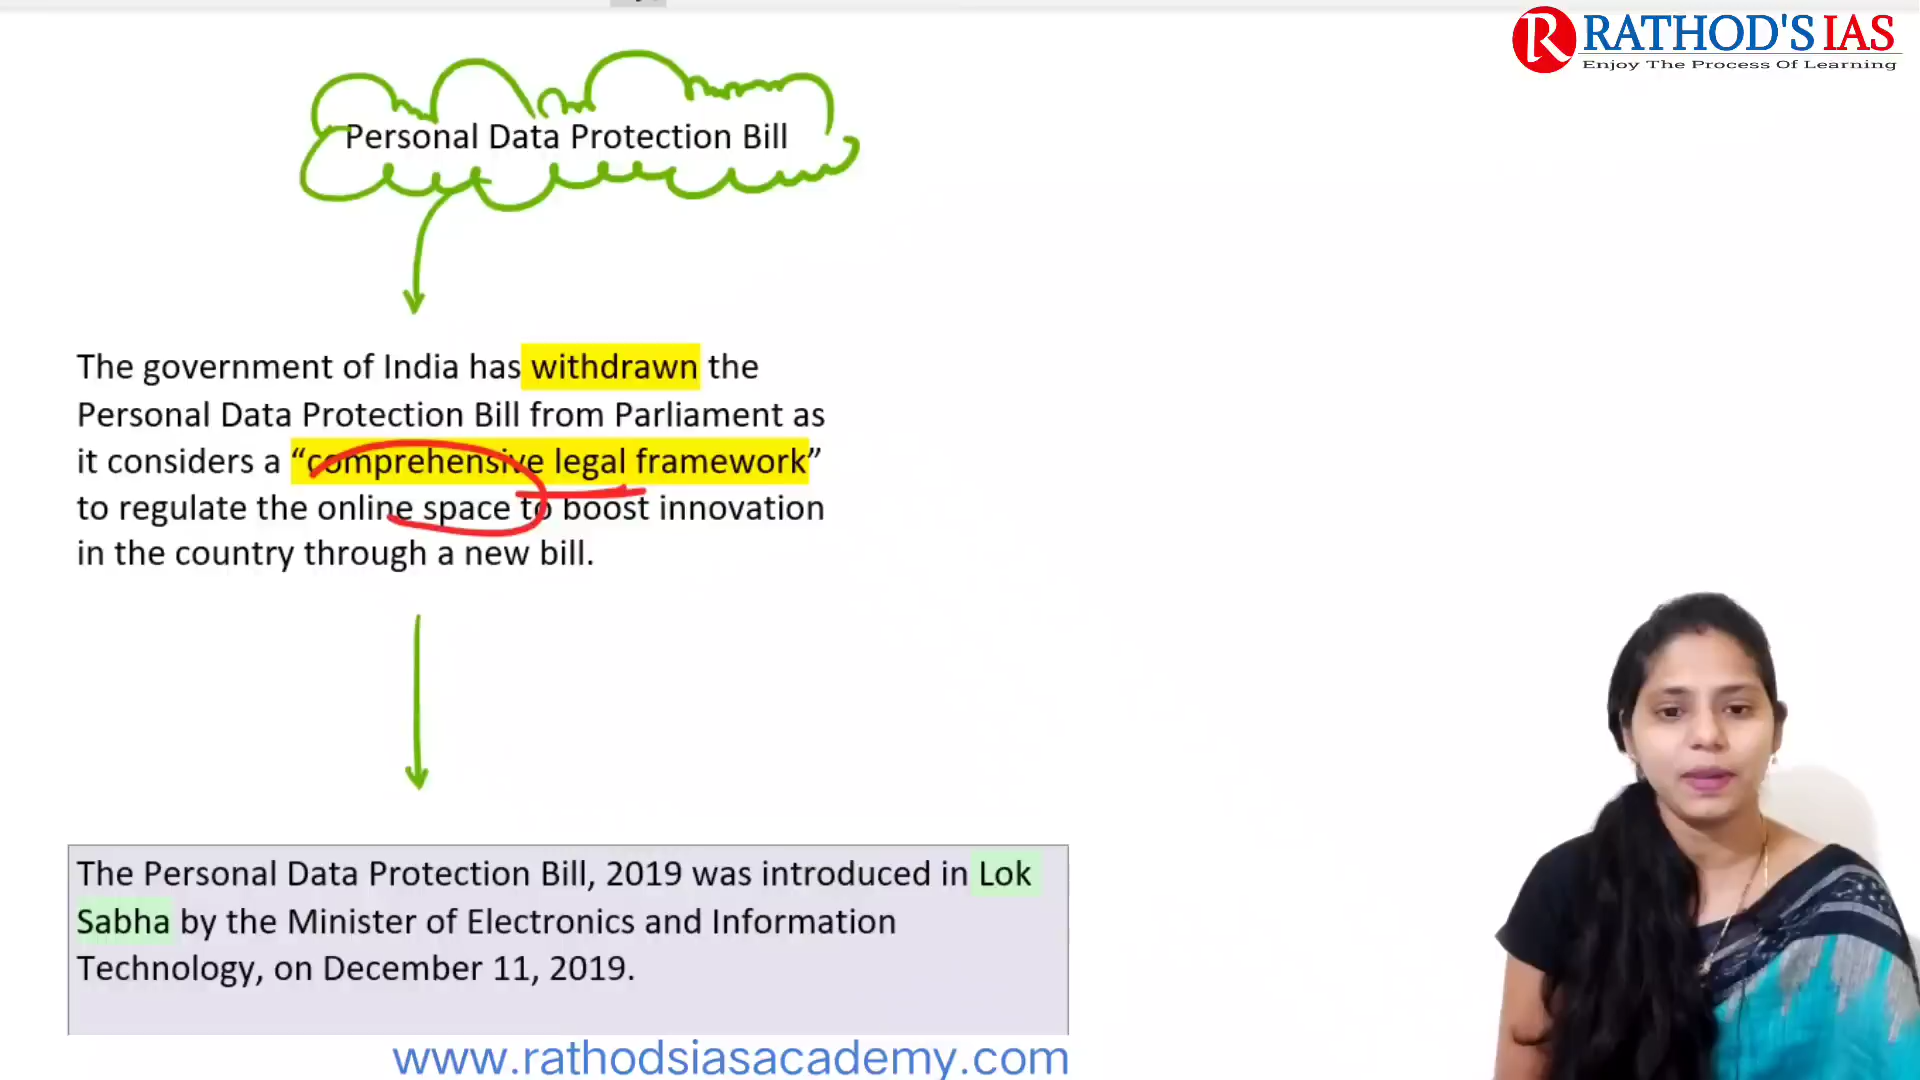 RATHOD'S IAS
Enjoy The Process Of Learning
Personal Data Protection Bill
The government of India has withdrawn the
Personal Data Protection Bill from Parliament as
it considers a “comprehensive legal framework”
to regulate the online space to boost innovation
in the country through a new bill.
The Personal Data Protection Bill, 2019 was introduced in Lok
Sabha by the Minister of Electronics and Information
Technology, on December 11, 2019.
www.rathodsiasacademy.com